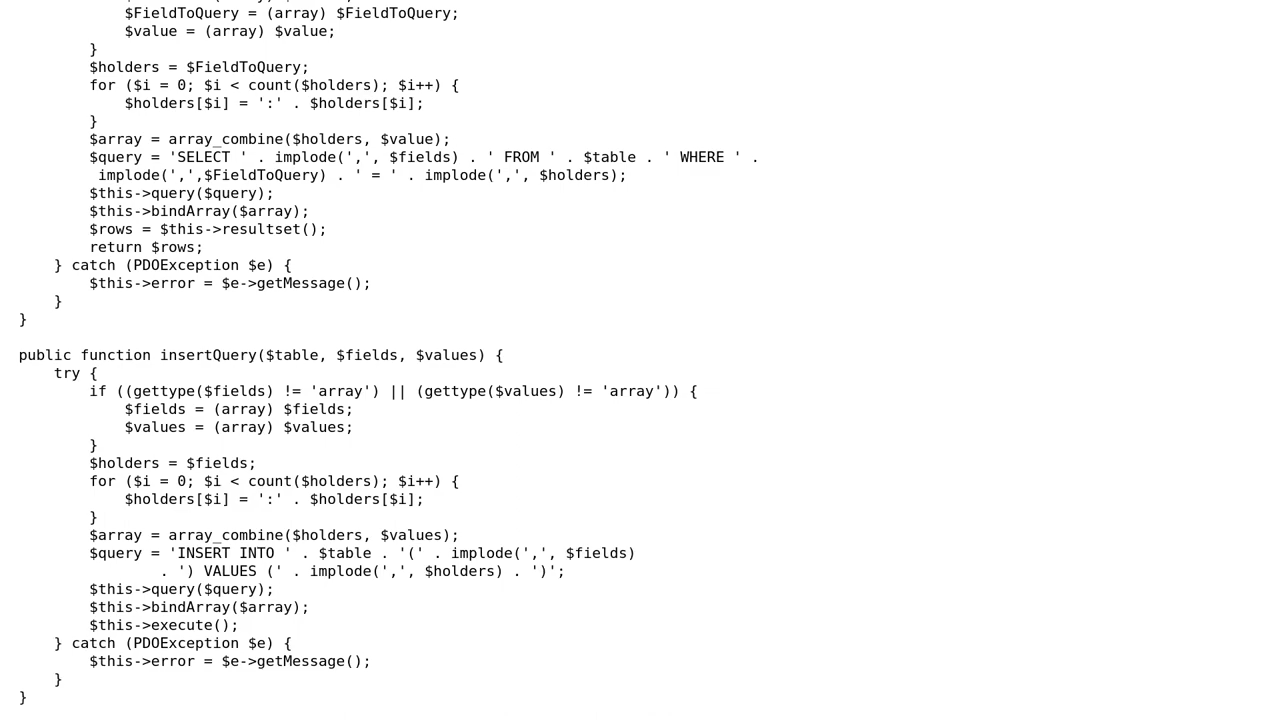 $FieldToQuery = (array) $FieldToQuery;
$value = (array) $value;
}
$holders = $FieldToQuery;
for ($i = 0; $i < count($holders); $i++) {
$holders[$i] = ':' . $holders[$i];
}
$array = array_combine($holders, $value);
$query = 'SELECT ' . implode(',', $fields) . ' FROM ' . $table . ' WHERE ' .
implode(',',$FieldToQuery) . ' = ' . implode(',', $holders);
$this->query($query);
$this->bindArray($array);
$rows = $this->resultset();
return $rows;
} catch (PDOException $e) {
$this->error = $e->getMessage();
}
}
public function insertQuery($table, $fields, $values) {
try {
if ((gettype($fields) != 'array') || (gettype($values) != 'array')) {
$fields = (array) $fields;
$values = (array) $values;
}
$holders = $fields;
for ($i = 0; $i < count($holders); $i++) {
$holders[$i] = ':' . $holders[$i];
}
$array = array_combine($holders, $values);
$query = 'INSERT INTO ' . $table . '(' . implode(',', $fields)
. ') VALUES (' . implode(',', $holders) . ')';
$this->query($query);
$this->bindArray($array);
$this->execute();
} catch (PDOException $e) {
$this->error = $e->getMessage();
}
}